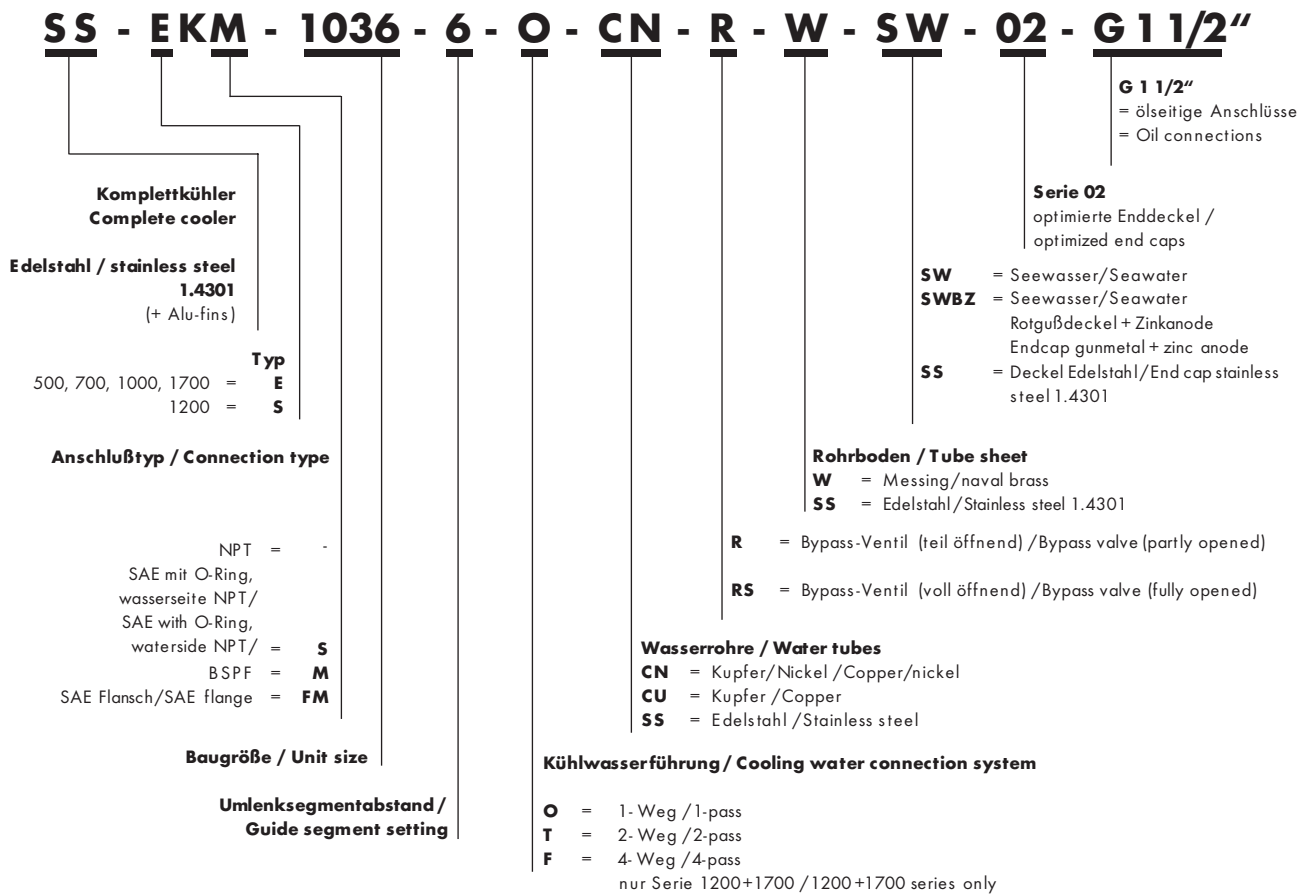 SS - EKM - 1036 - 6 - O - CN - R - W - SW - 02 - G 1 1/2“
G 1 1/2“
= ölseitige Anschlüsse
= Oil connections
Komplettkühler
Complete cooler
Edelstahl / stainless steel
1.4301
(+ Alu-fins)
Typ
500, 700, 1000, 1700 = E
1200 = S
Anschlußtyp / Connection type
NPT = -
SAE mit O-Ring,
wasserseite NPT/
SAE with O-Ring,
waterside NPT/ = S
BSPF = M
SAE Flansch/SAE flange = FM
Baugröße / Unit size
Umlenksegmentabstand /
Guide segment setting
Serie 02
optimierte Enddeckel /
optimized end caps
SW = Seewasser/Seawater
SWBZ = Seewasser/Seawater
Rotgußdeckel + Zinkanode
Endcap gunmetal + zinc anode
SS = Deckel Edelstahl/End cap stainless
steel 1.4301
Rohrboden / Tube sheet
W = Messing/naval brass
SS = Edelstahl/Stainless steel 1.4301
R = Bypass-Ventil (teil öffnend) /Bypass valve (partly opened)
RS = Bypass-Ventil (voll öffnend) /Bypass valve (fully opened)
Wasserrohre / Water tubes
CN = Kupfer/Nickel /Copper/nickel
CU = Kupfer /Copper
SS = Edelstahl /Stainless steel
Kühlwasserführung / Cooling water connection system
O = 1- Weg /1-pass
T = 2- Weg /2-pass
F = 4- Weg /4-pass
nur Serie 1200+1700 /1200+1700 series only